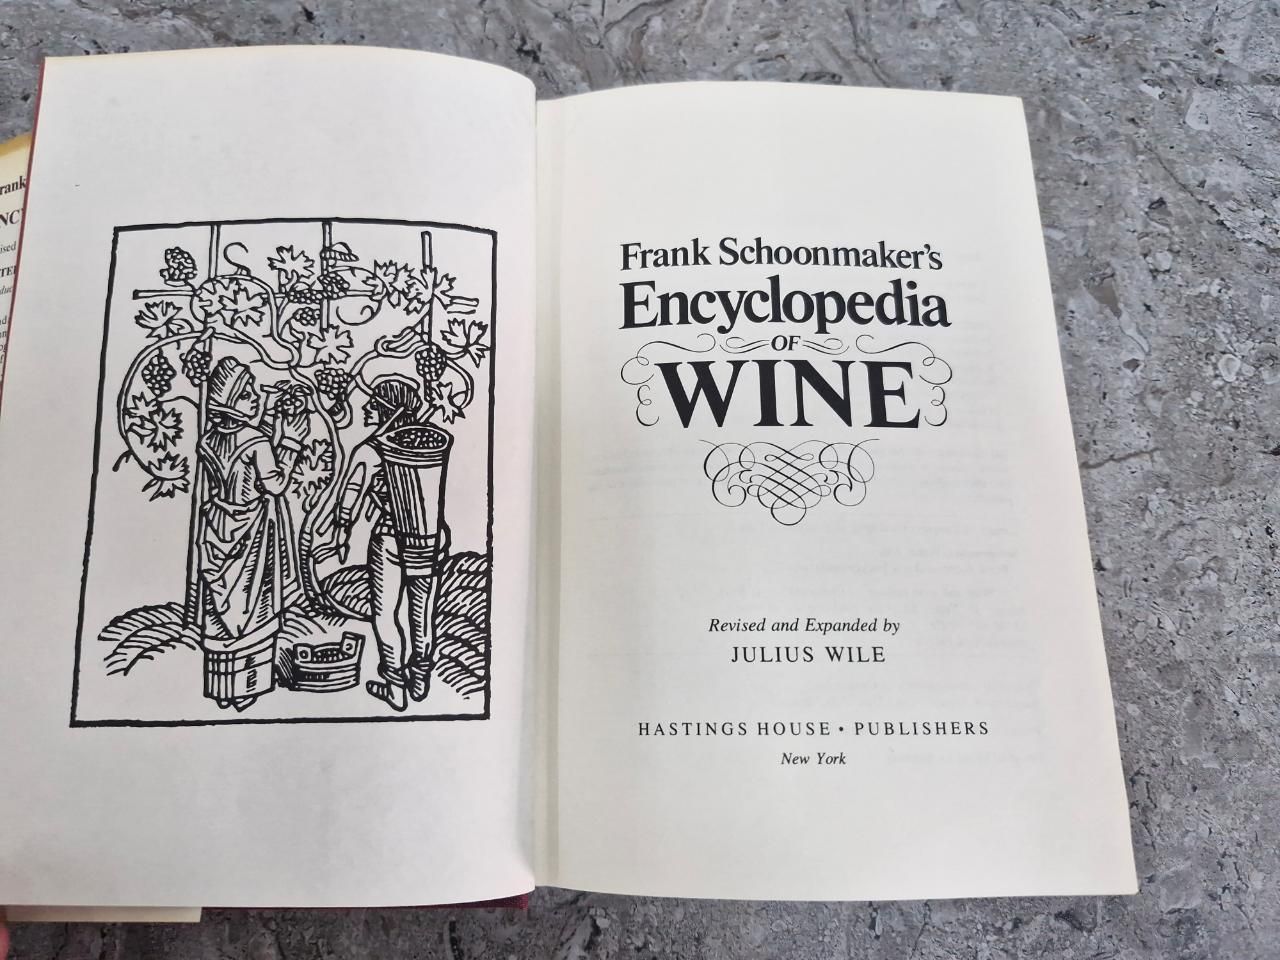 Frank Schoonmaker's
Encyclopedia
OF
WINE
Revised and Expanded by
JULIUS WILE
HASTINGS HOUSE • PUBLISHERS
New York